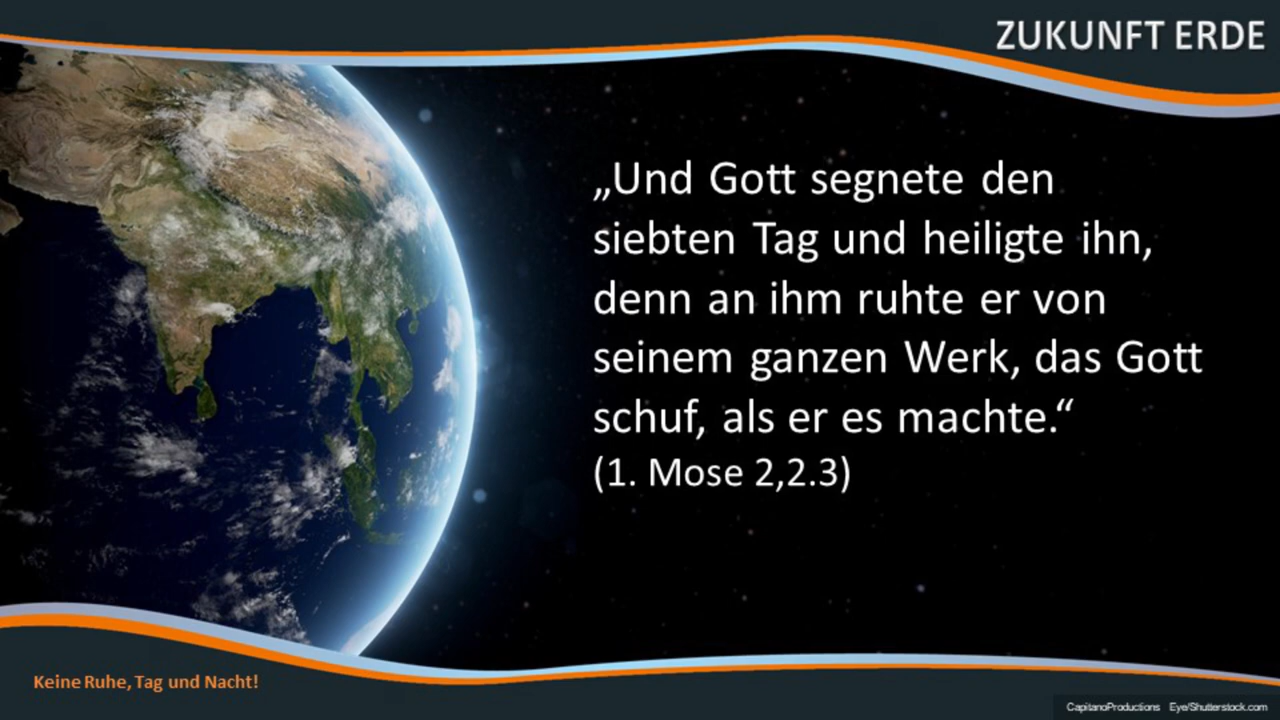 ZUKUNFT ERDE
„Und Gott segnete den
siebten Tag und heiligte ihn,
denn an ihm ruhte er von
seinem ganzen Werk, das Gott
schuf, als er es machte.“
(1. Mose 2,2.3)
Keine Ruhe, Tag und Nacht!
CapitanoProductions Eye/Shutterstock.com